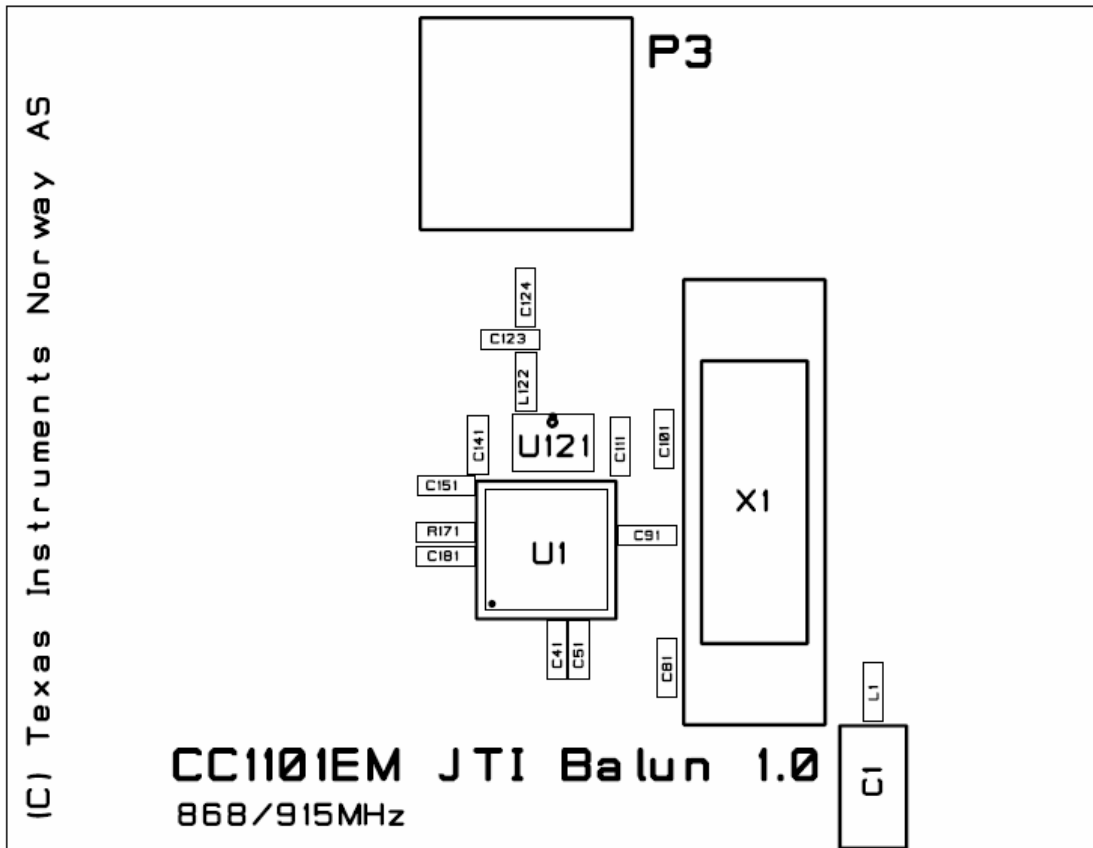 P3
(C) Texas Instruments Norway AS
C124
C123
L122
C141
U121
C111
C101
C151
X1
R171
C91
U1
C181
C41
C51
C81
L1
CC1101EM JTI Balun 1.0
C1
868/915MHz